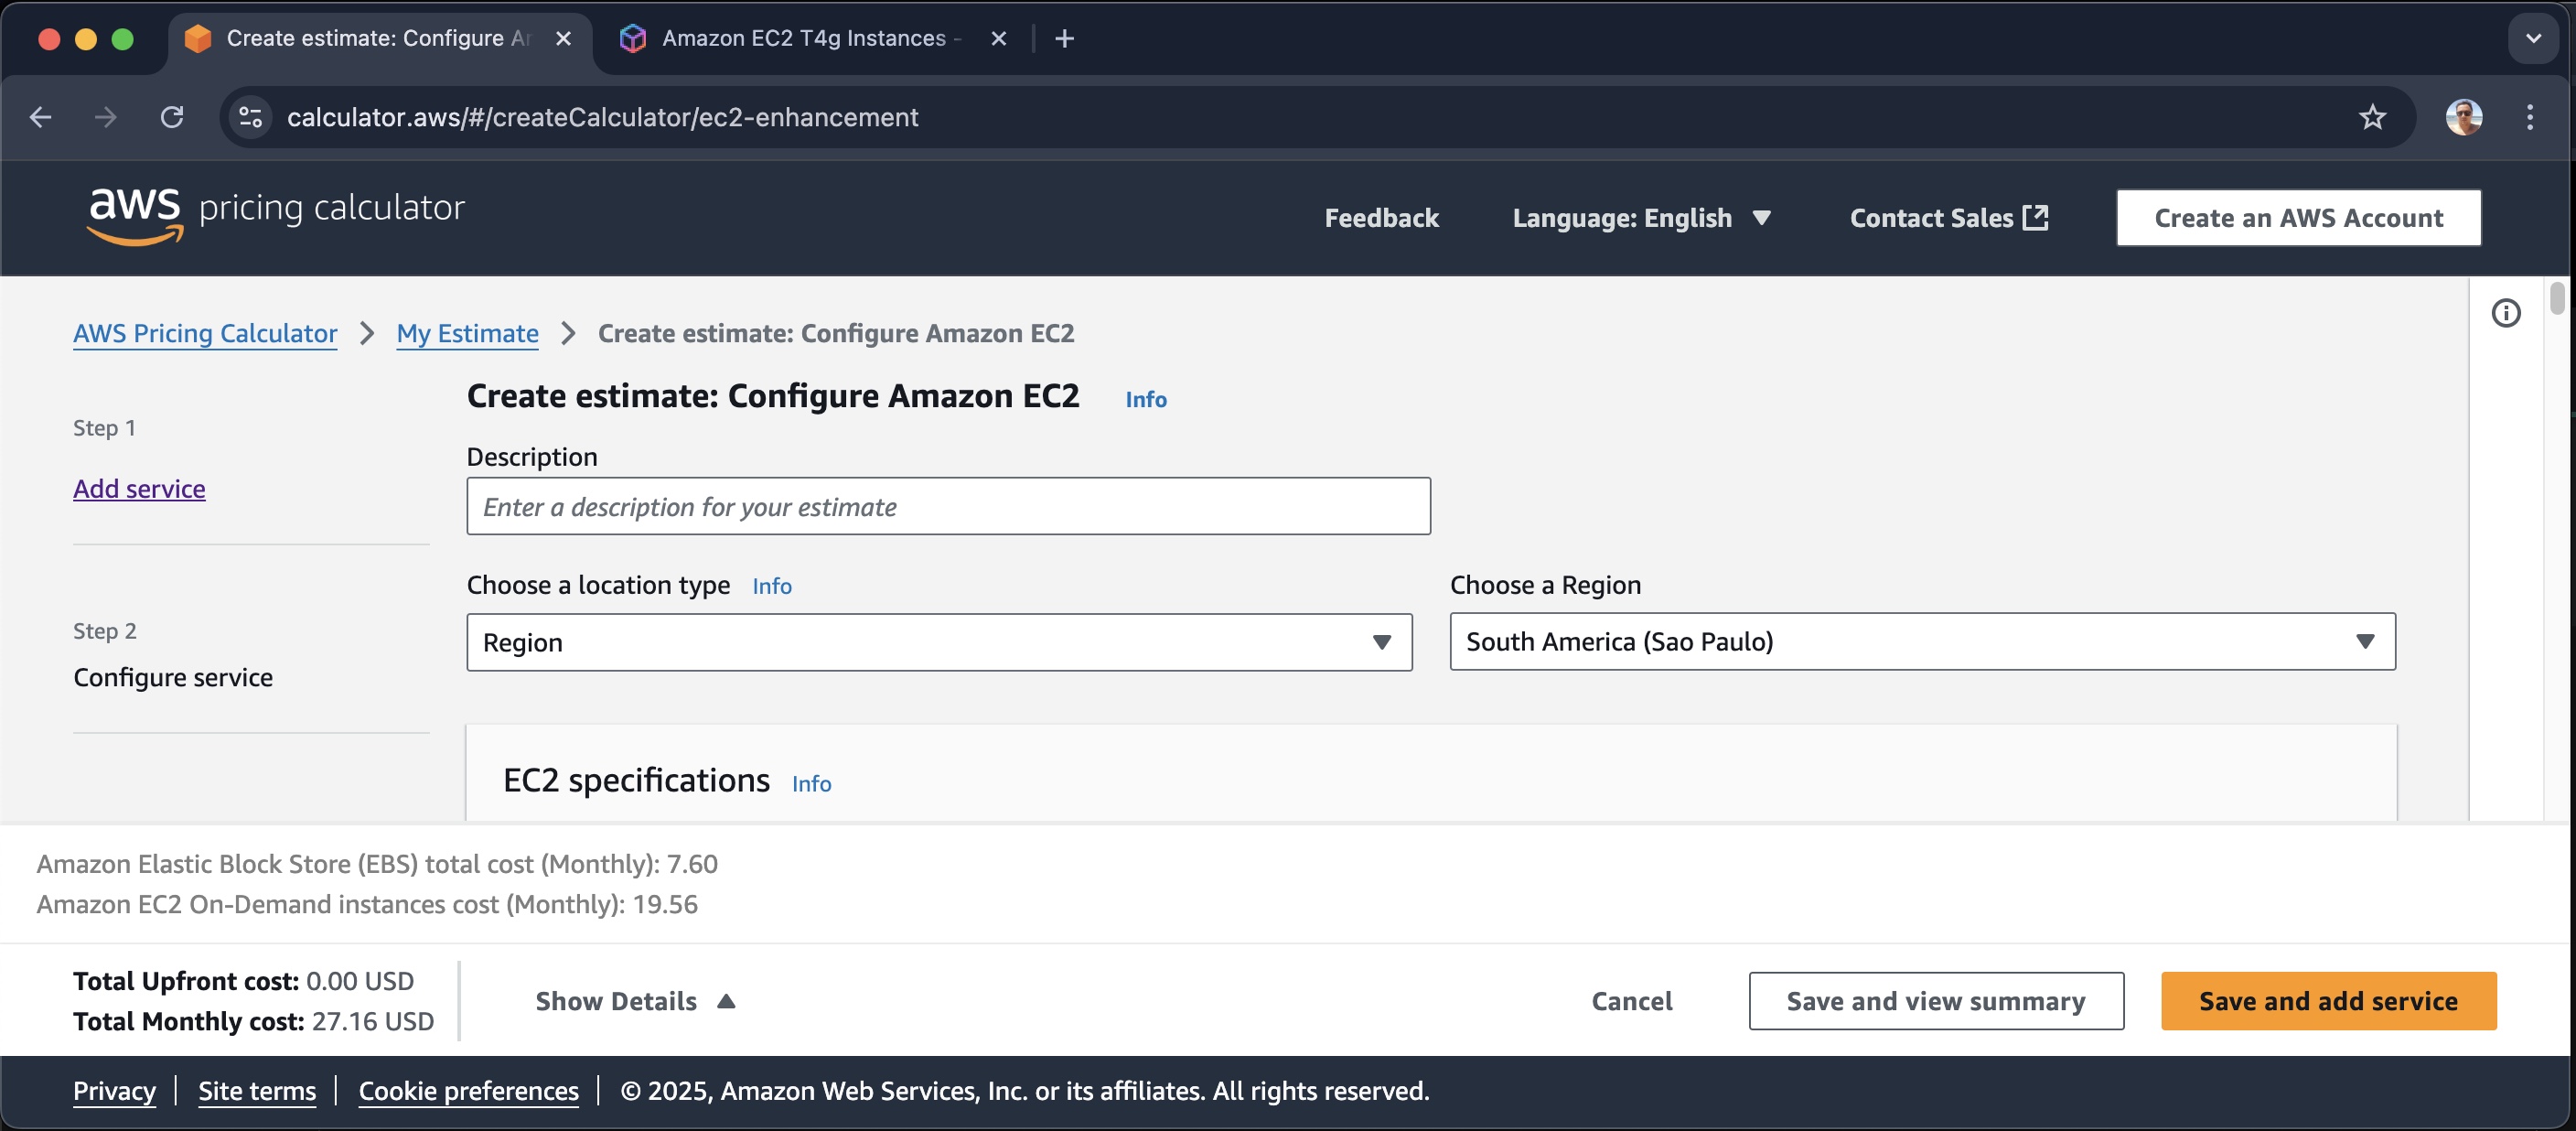 Create estimate: Configure A
Amazon EC2 T4g Instances -
calculator.aws/#/createCalculator/ec2-enhancement
aws pricing calculator
Feedback
Language: English
Contact Sales
Create an AWS Account
AWS Pricing Calculator
My Estimate
Create estimate: Configure Amazon EC2
Create estimate: Configure Amazon EC2 Info
Step 1
Add service
Step 2
Configure service
Description
Enter a description for your estimate
Choose a location type Info
Region
Choose a Region
South America (Sao Paulo)
EC2 specifications Info
Amazon Elastic Block Store (EBS) total cost (Monthly): 7.60
Amazon EC2 On-Demand instances cost (Monthly): 19.56
Total Upfront cost: 0.00 USD
Total Monthly cost: 27.16 USD
Show Details
Cancel
Save and view summary
Save and add service
Privacy | Site terms | Cookie preferences | © 2025, Amazon Web Services, Inc. or its affiliates. All rights reserved.